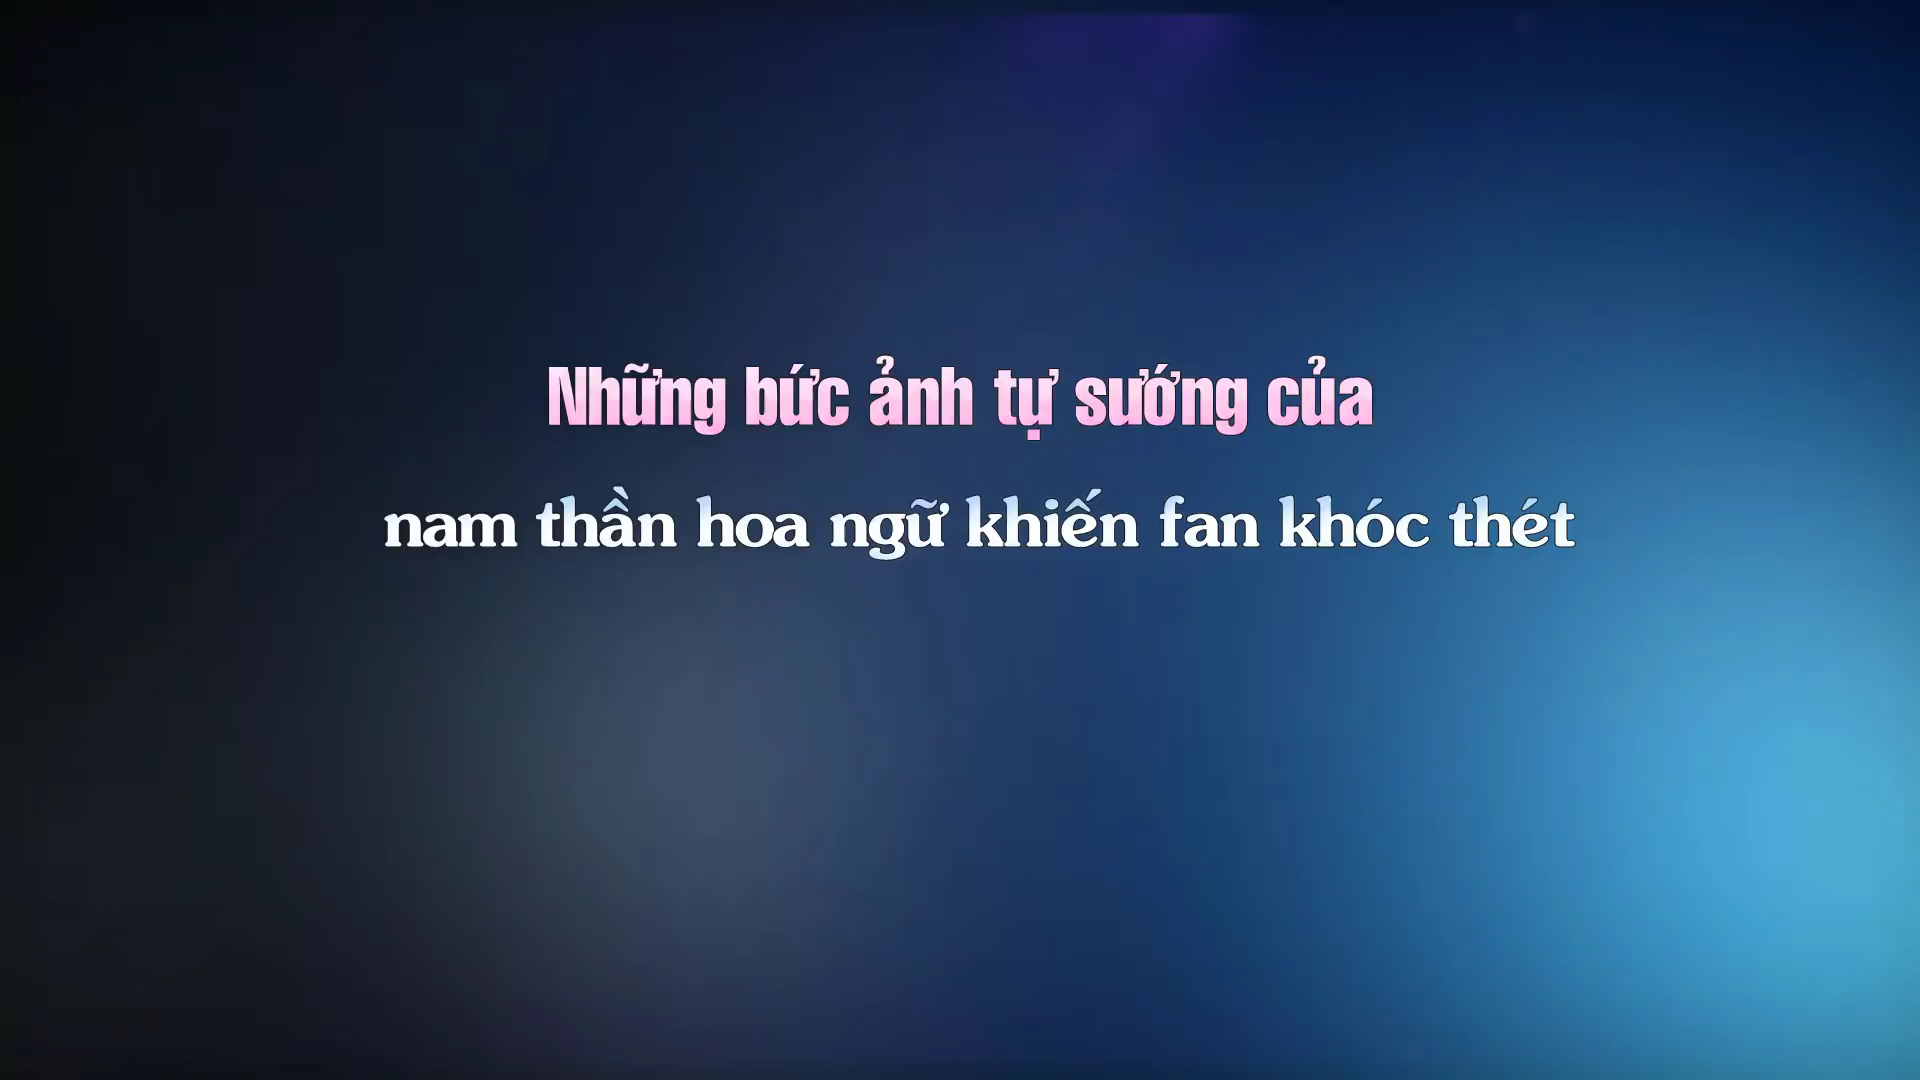 Những bức ảnh tự sướng của
nam thần hoa ngữ khiến fan khóc thét